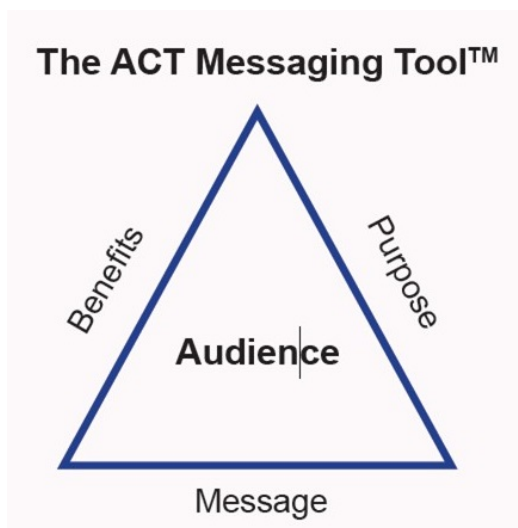 The ACT Messaging Tool™
Benefits
Purpose
Audience
Message